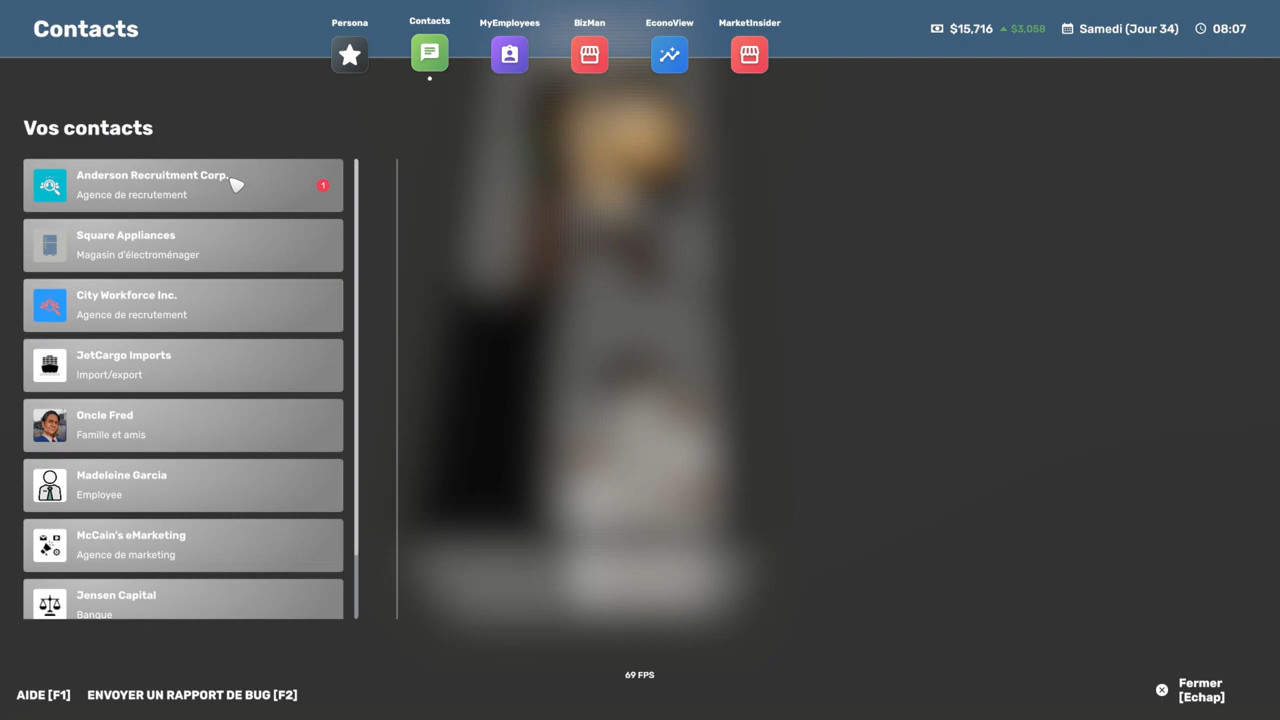 Contacts
Persona
Contacts
MyEmployees
BizMan
EconoView
MarketInsider
$15,716
$3,058
Samedi (Jour 34)
08:07
Vos contacts
Anderson Recruitment Corp.
Agence de recrutement
1
Square Appliances
Magasin d'électroménager
City Workforce Inc.
Agence de recrutement
JetCargo Imports
Import/export
Oncle Fred
Famille et amis
Madeleine Garcia
Employee
McCain's eMarketing
Agence de marketing
Jensen Capital
Banque
69 FPS
AIDE [F1]
ENVOYER UN RAPPORT DE BUG [F2]
Fermer
[Echap]